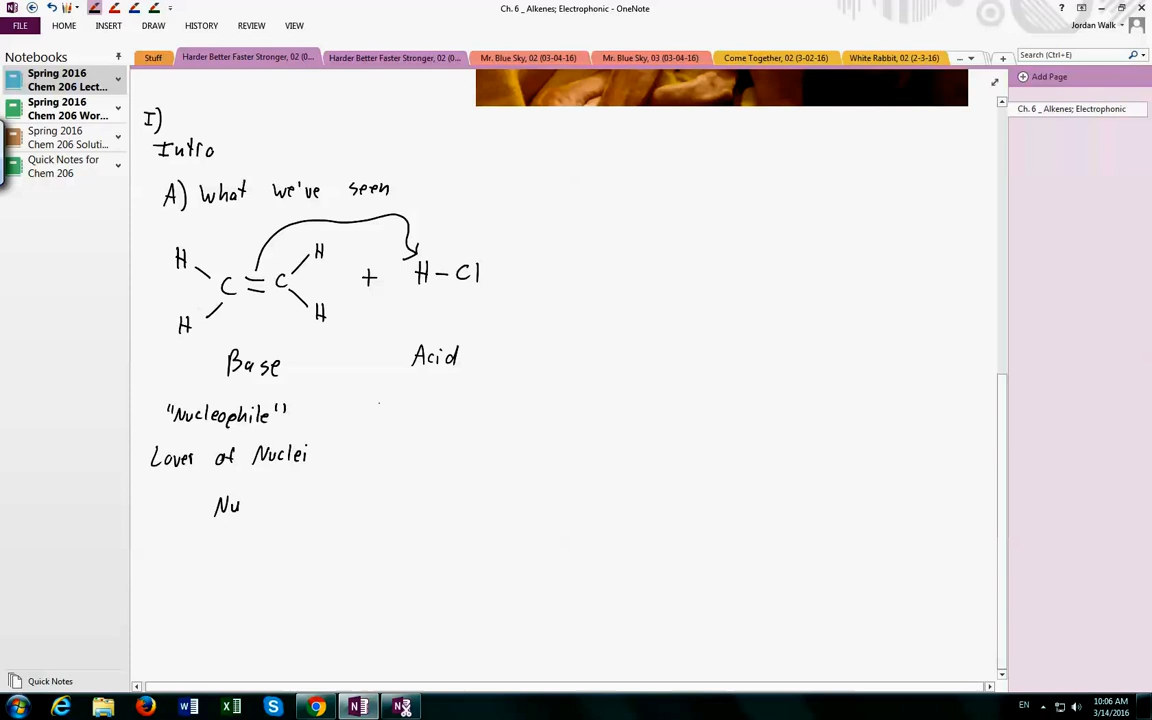 Ch. 6 _ Alkenes; Electrophonic - OneNote
FILE HOME INSERT DRAW HISTORY REVIEW VIEW
Jordan Walk
Notebooks
Stuff Harder Better Faster Stronger, 02 (0... Harder Better Faster Stronger, 02 (0... Mr. Blue Sky, 02 (03-04-16) Mr. Blue Sky, 03 (03-04-16) Come Together, 02 (3-02-16) White Rabbit, 02 (2-3-16) ...
Search (Ctrl+E)
Spring 2016
Chem 206 Lect...
Spring 2016
Chem 206 Wor...
Spring 2016
Chem 206 Soluti...
Quick Notes for
Chem 206
Add Page
Ch. 6 _ Alkenes; Electrophonic
I)
Intro
A) What we've seen
H H
C = C + H - Cl
H H
Base Acid
"Nucleophile"
Lover of Nuclei
Nu
Quick Notes
EN
10:06 AM
3/14/2016